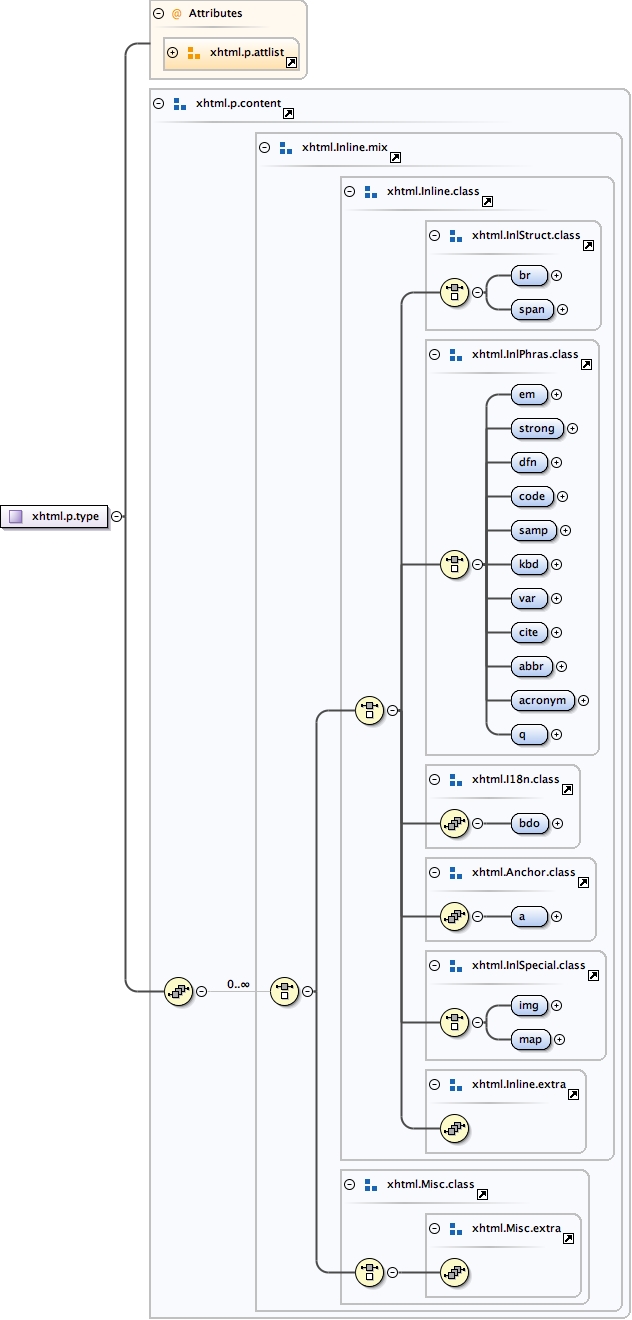 Attributes
xhtml.p.attlist
xhtml.p.content
xhtml.Inline.mix
xhtml.Inline.class
xhtml.InlStruct.class
br
span
xhtml.InlPhras.class
em
strong
dfn
code
xhtml.p.type
samp
kbd
var
cite
abbr
acronym
q
xhtml.I18n.class
bdo
xhtml.Anchor.class
a
xhtml.InlSpecial.class
0..∞
img
map
xhtml.Inline.extra
xhtml.Misc.class
xhtml.Misc.extra